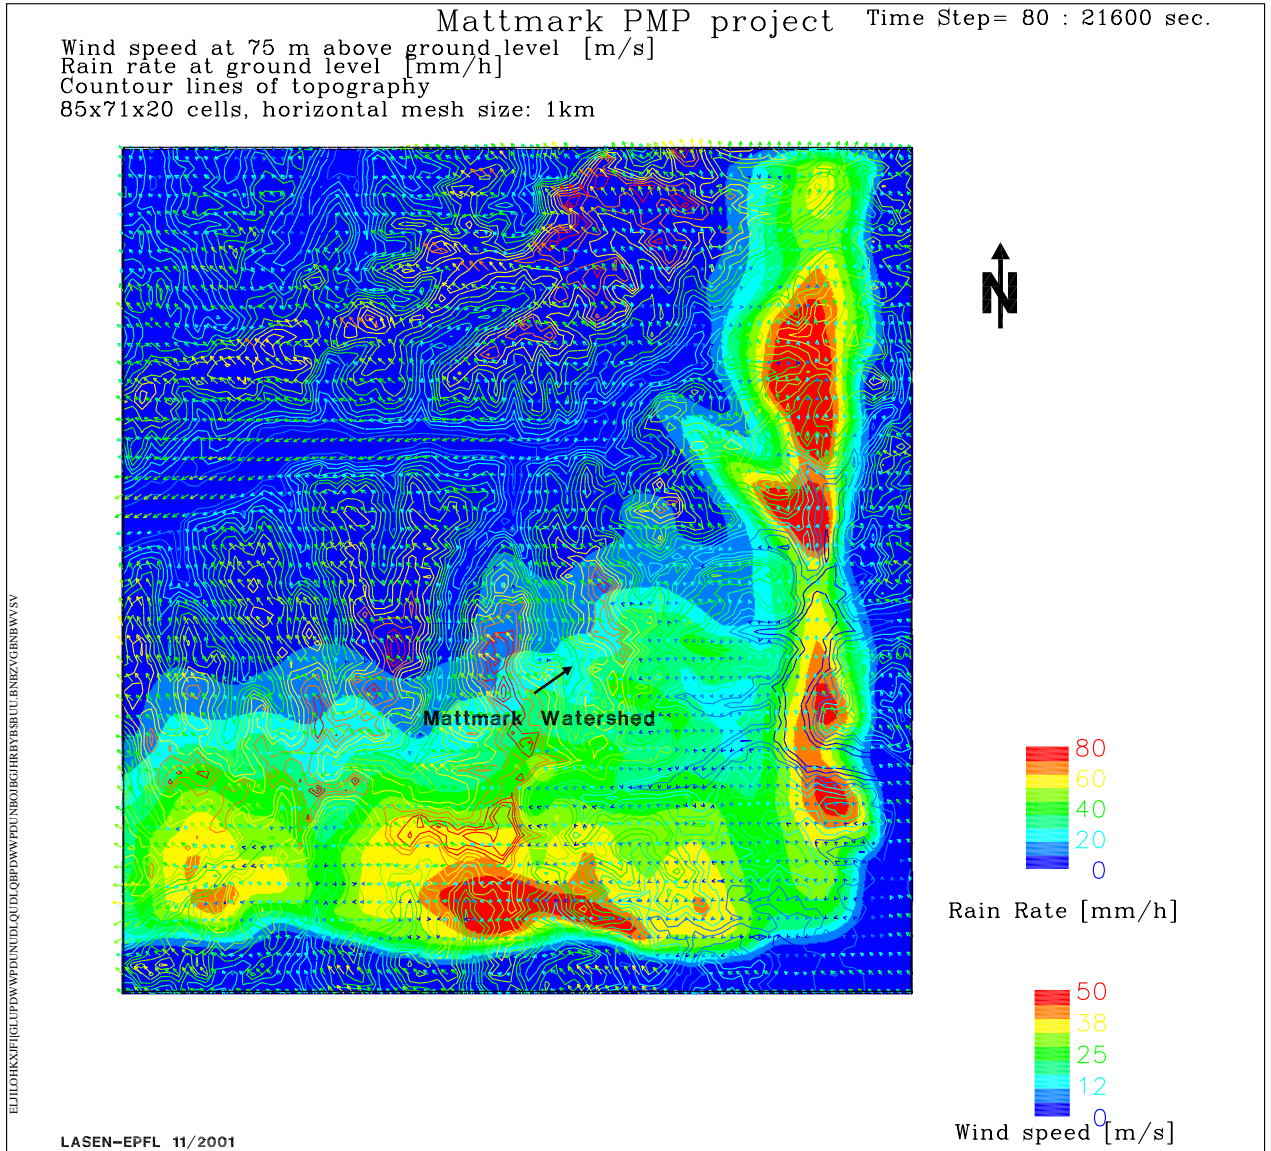 Mattmark PMP project Time Step= 80 : 21600 sec.
Wind speed at 75 m above ground level [m/s]
Rain rate at ground level [mm/h]
Countour lines of topography
85x71x20 cells, horizontal mesh size: 1km
N
Mattmark Watershed
80
60
40
20
0
Rain Rate [mm/h]
50
38
25
12
0
Wind speed [m/s]
LASEN-EPFL 11/2001